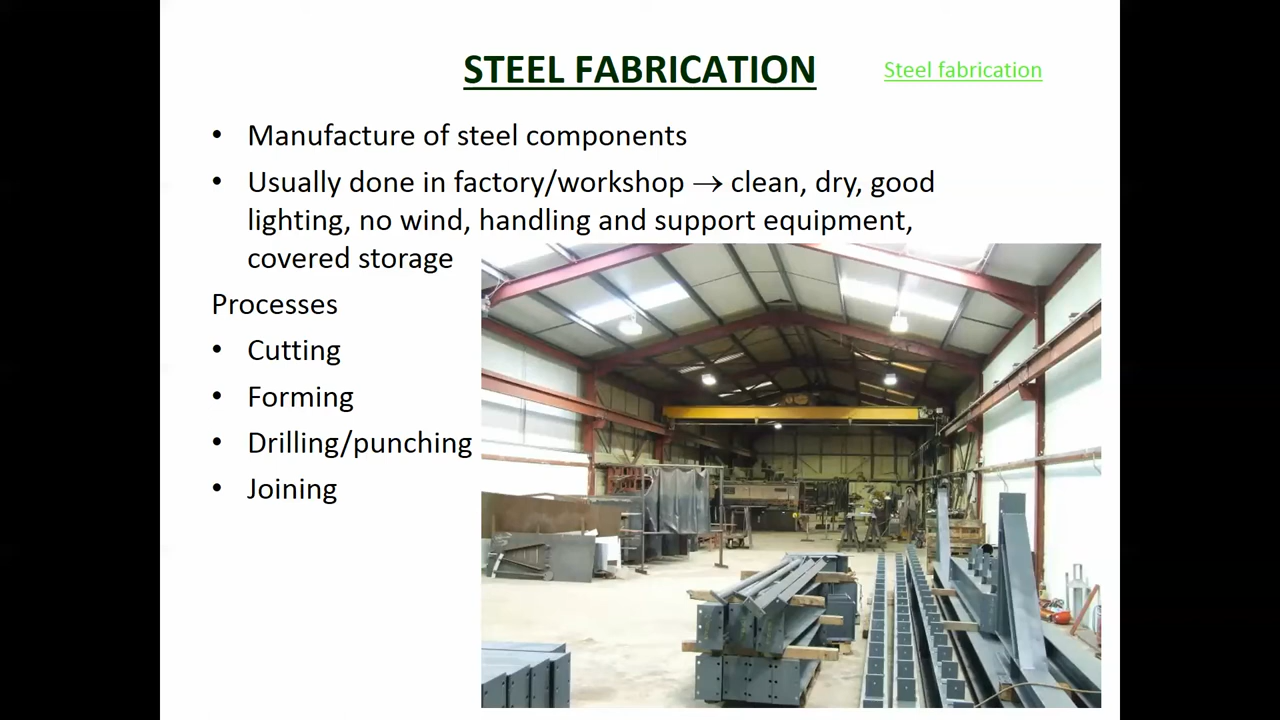 STEEL FABRICATION
Steel fabrication
• Manufacture of steel components
• Usually done in factory/workshop → clean, dry, good
lighting, no wind, handling and support equipment,
covered storage
Processes
• Cutting
• Forming
• Drilling/punching
• Joining